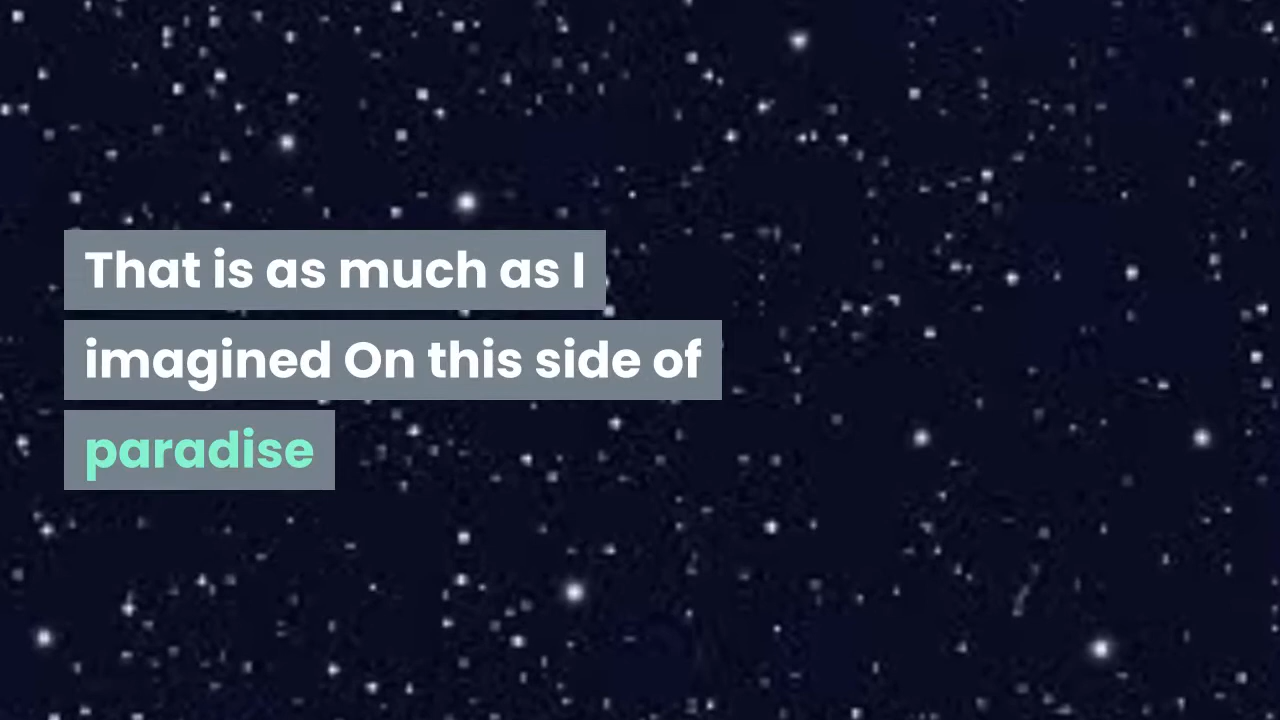 That is as much as I
imagined On this side of
paradise